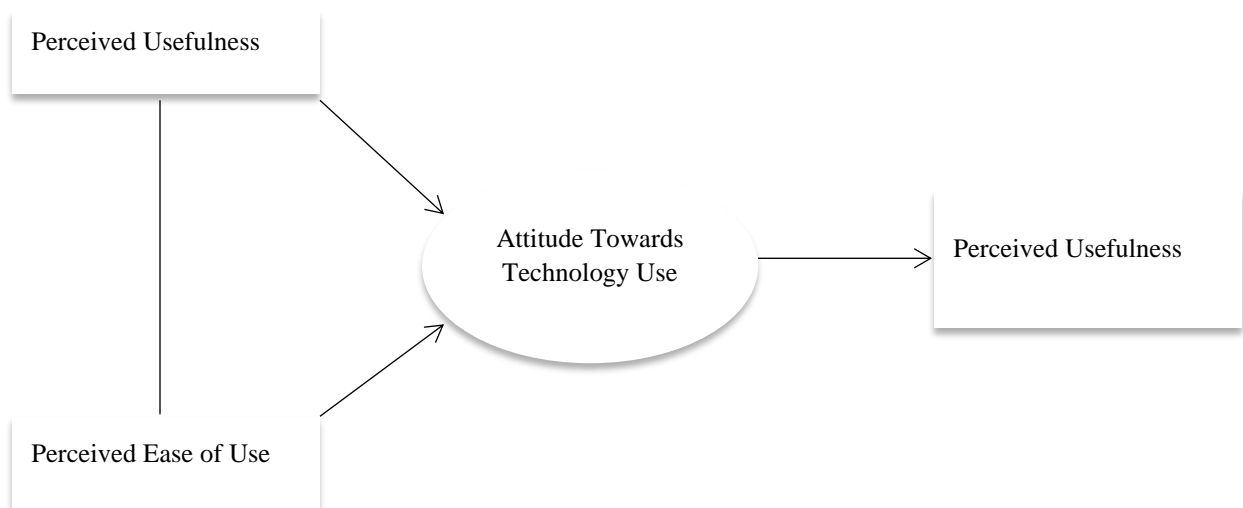 Perceived Usefulness
Attitude Towards
Technology Use
Perceived Usefulness
Perceived Ease of Use